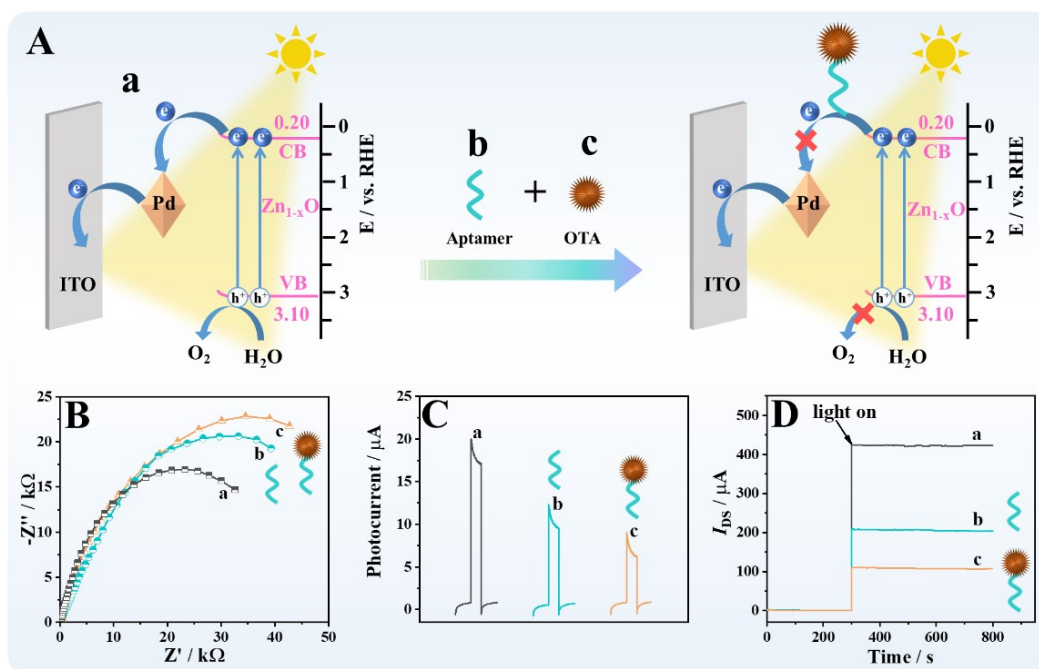 A
a
e⁻
e⁻
e⁻ e⁻
0.20
CB
Pd
Zn₁₋ₓO
ITO
VB
h⁺ h⁺
3.10
O₂
H₂O
0
1
2
3
E / vs. RHE
b
+
c
Aptamer
OTA
e⁻
e⁻
e⁻ e⁻
0.20
CB
Pd
Zn₁₋ₓO
ITO
VB
h⁺ h⁺
3.10
O₂
H₂O
0
1
2
3
E / vs. RHE
B
25
20
15
10
5
0
-Z'' / kΩ
c
b
a
0 10 20 30 40 50
Z' / kΩ
C
25
20
15
10
5
0
Photocurrent / μA
a
b
c
D
500
400
300
200
100
0
I_DS / μA
light on
a
b
c
0 200 400 600 800 1000
Time / s